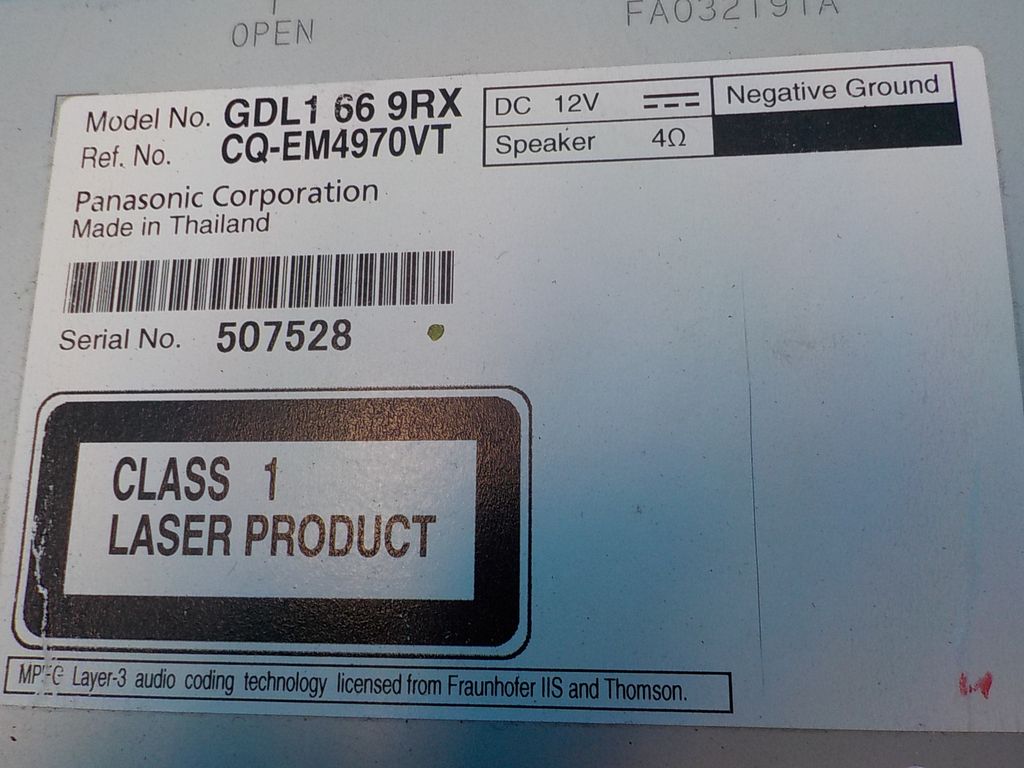 OPEN
FA032191A
Model No. GDL1 66 9RX
Ref. No. CQ-EM4970VT
DC 12V
Negative Ground
Speaker 4Ω
Panasonic Corporation
Made in Thailand
Serial No. 507528
CLASS 1
LASER PRODUCT
MPEG Layer-3 audio coding technology licensed from Fraunhofer IIS and Thomson.